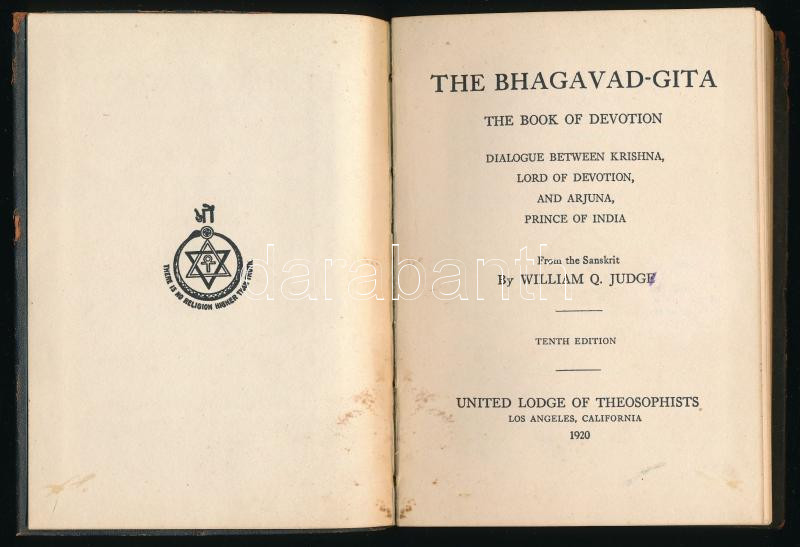 ॐ
THERE IS NO RELIGION HIGHER THAN TRUTH
THE BHAGAVAD-GITA
THE BOOK OF DEVOTION
DIALOGUE BETWEEN KRISHNA,
LORD OF DEVOTION,
AND ARJUNA,
PRINCE OF INDIA
From the Sanskrit
By WILLIAM Q. JUDGE
TENTH EDITION
UNITED LODGE OF THEOSOPHISTS
LOS ANGELES, CALIFORNIA
1920
darabanth